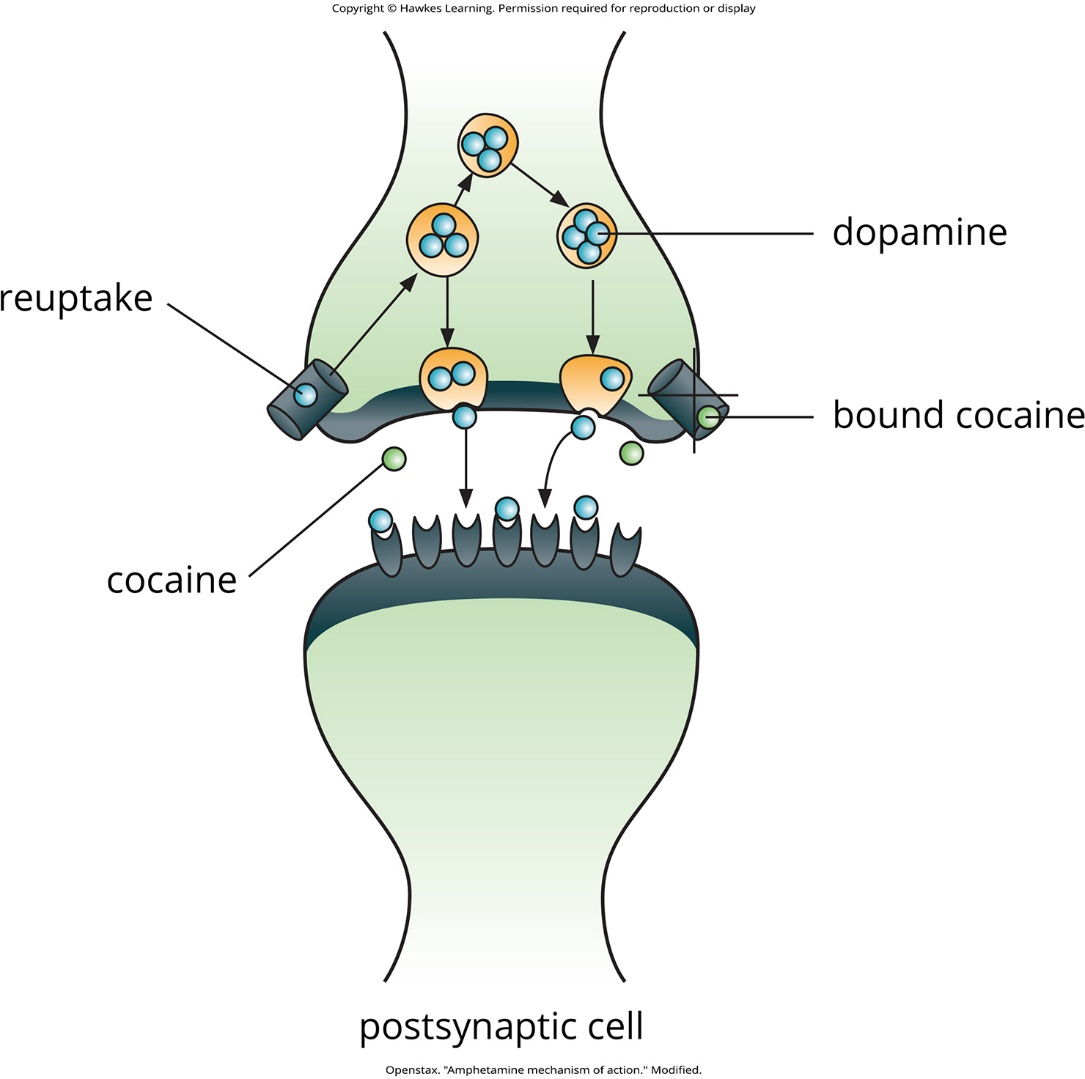 Copyright © Hawkes Learning. Permission required for reproduction or display
dopamine
reuptake
bound cocaine
cocaine
postsynaptic cell
Openstax. "Amphetamine mechanism of action." Modified.